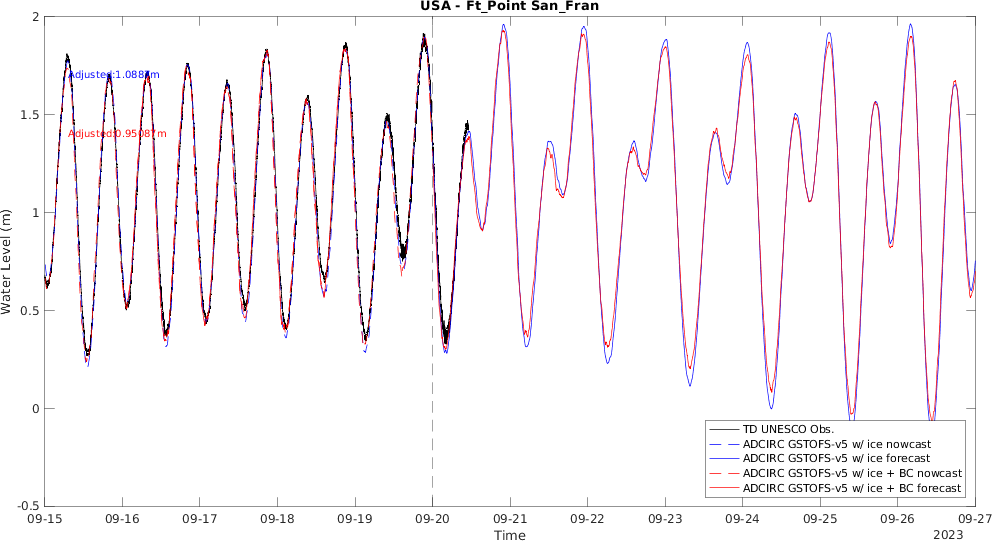 USA - Ft_Point San_Fran
2
1.5
1
0.5
0
-0.5
Water Level (m)
Adjusted:0.95087m
09-15
09-16
09-17
09-18
09-19
09-20
09-21
09-22
09-23
09-24
09-25
09-26
09-27
Time
2023
TD UNESCO Obs.
ADCIRC GSTOFS-v5 w/ ice nowcast
ADCIRC GSTOFS-v5 w/ ice forecast
ADCIRC GSTOFS-v5 w/ ice + BC nowcast
ADCIRC GSTOFS-v5 w/ ice + BC forecast